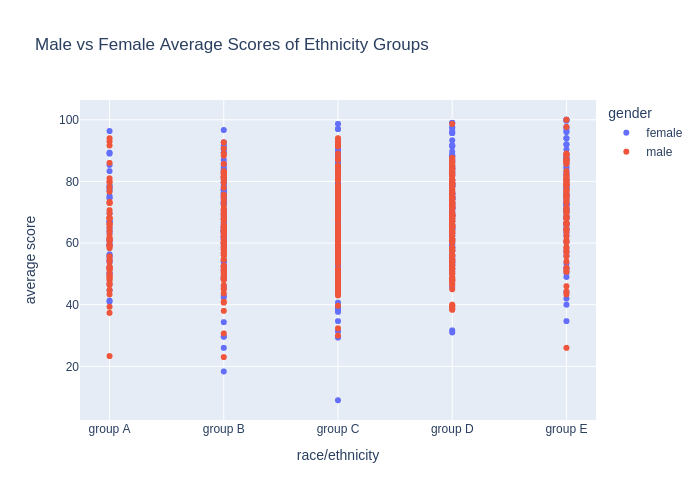 Male vs Female Average Scores of Ethnicity Groups
gender
female
male
average score
100
80
60
40
20
group A
group B
group C
group D
group E
race/ethnicity